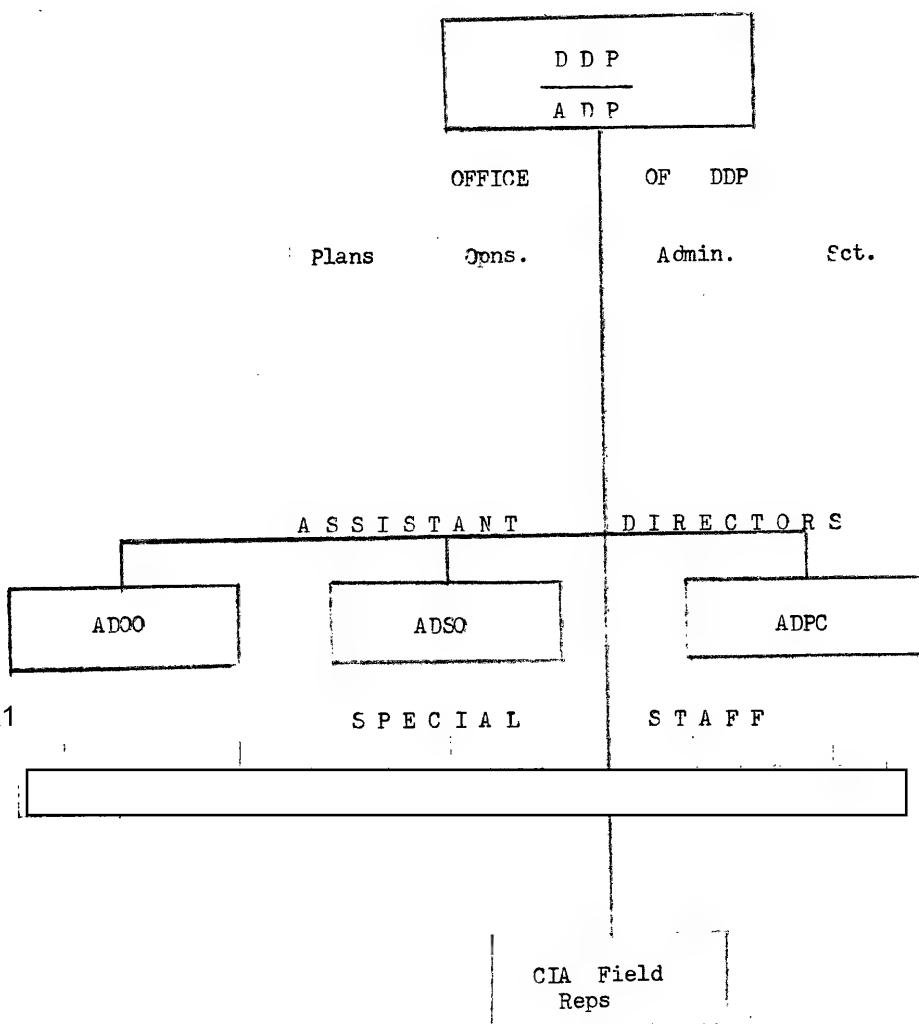 D D P
A D P
OFFICE OF DDP
Plans Opns. Admin. Sct.
A S S I S T A N T D I R E C T O R S
ADOO ADSO ADPC
1
S P E C I A L S T A F F
CIA Field
Reps